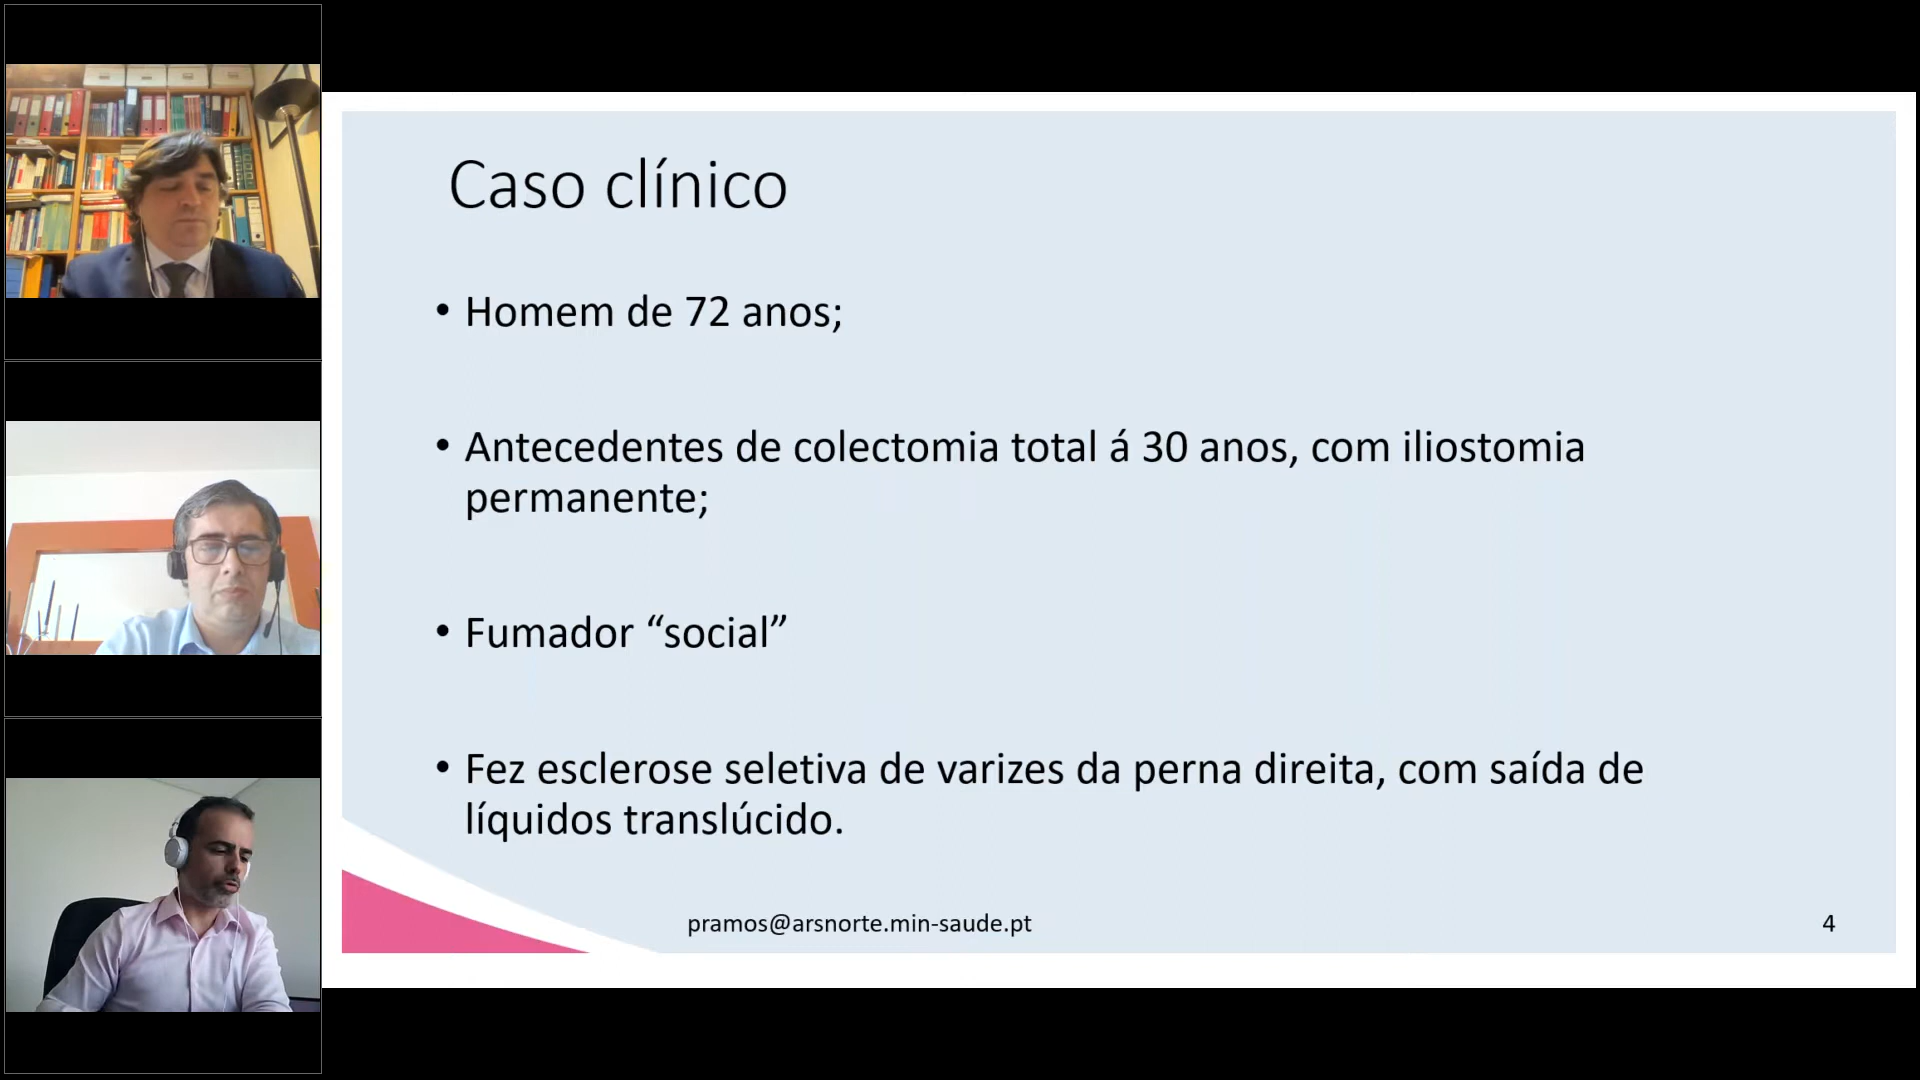 Caso clínico
• Homem de 72 anos;
• Antecedentes de colectomia total á 30 anos, com iliostomia
permanente;
• Fumador “social”
• Fez esclerose seletiva de varizes da perna direita, com saída de
líquidos translúcido.
pramos@arsnorte.min-saude.pt
4